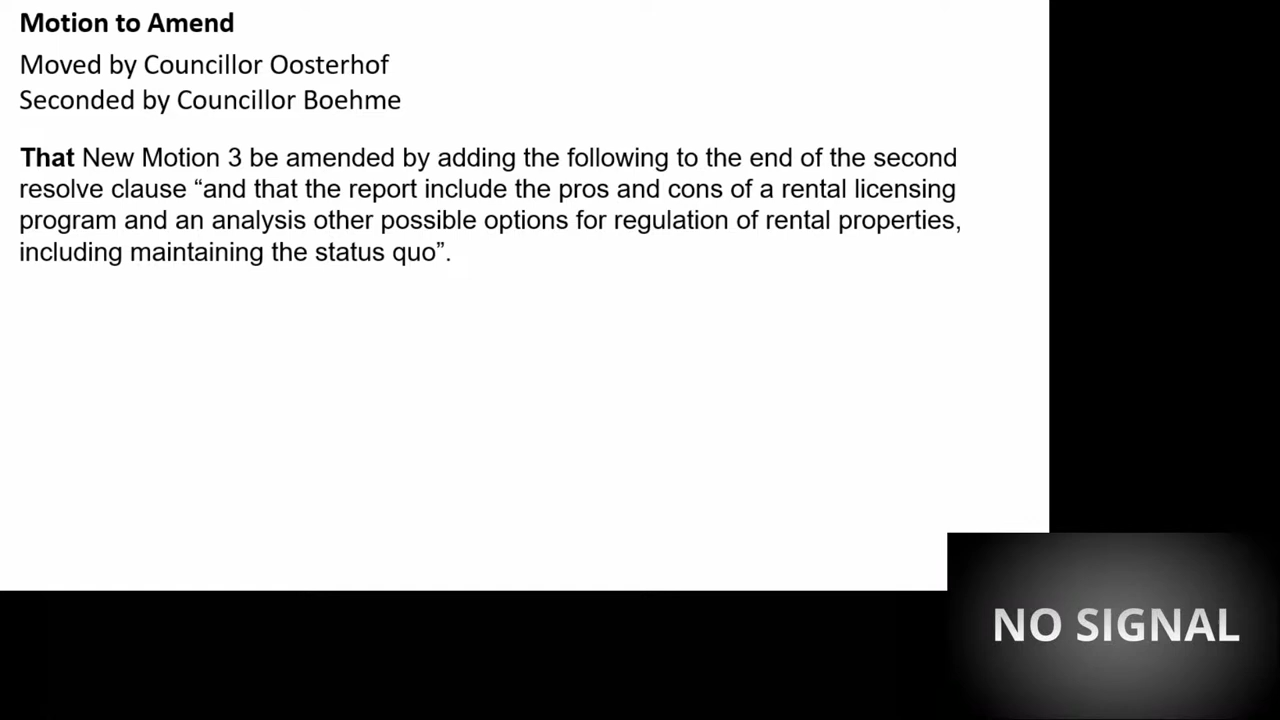 Motion to Amend
Moved by Councillor Oosterhof
Seconded by Councillor Boehme
That New Motion 3 be amended by adding the following to the end of the second
resolve clause “and that the report include the pros and cons of a rental licensing
program and an analysis other possible options for regulation of rental properties,
including maintaining the status quo”.
NO SIGNAL